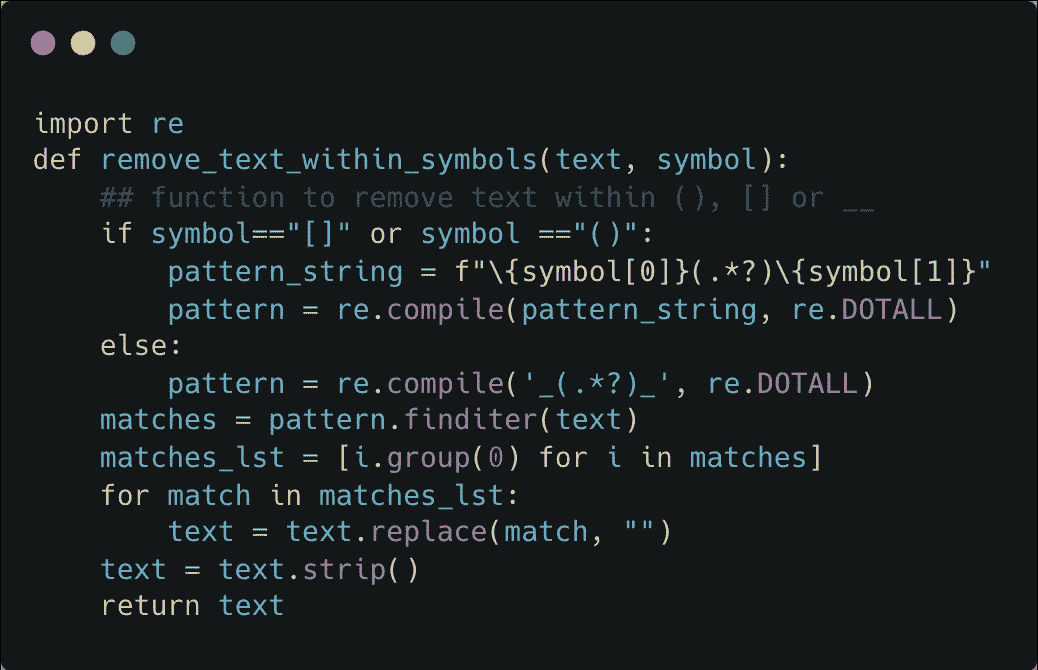 import re
def remove_text_within_symbols(text, symbol):
    ## function to remove text within (), [] or __
    if symbol=="[]" or symbol =="()":
        pattern_string = f"\{symbol[0]}(.*?)\{symbol[1]}"
        pattern = re.compile(pattern_string, re.DOTALL)
    else:
        pattern = re.compile('_(.*?)_', re.DOTALL)
    matches = pattern.finditer(text)
    matches_lst = [i.group(0) for i in matches]
    for match in matches_lst:
        text = text.replace(match, "")
    text = text.strip()
    return text